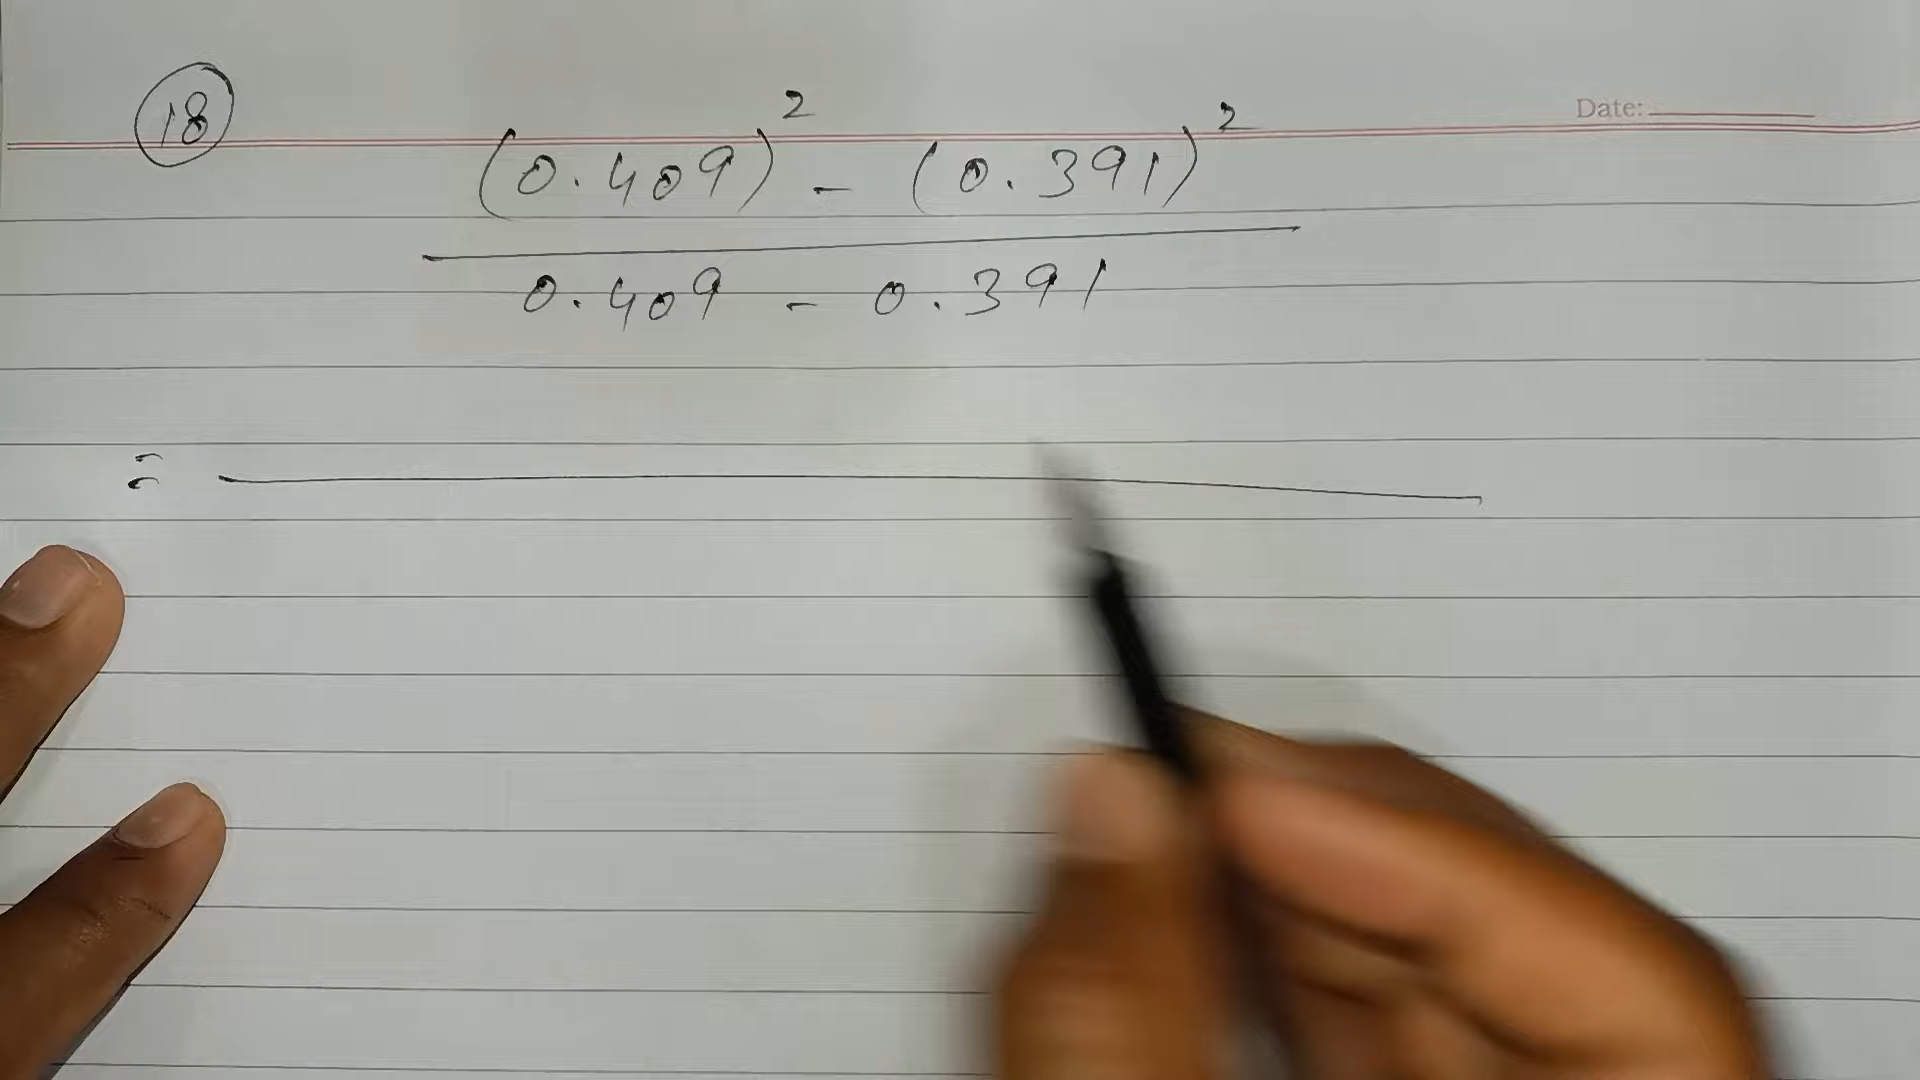 18
Date:
(0.409)² - (0.391)²
0.409 - 0.391
=